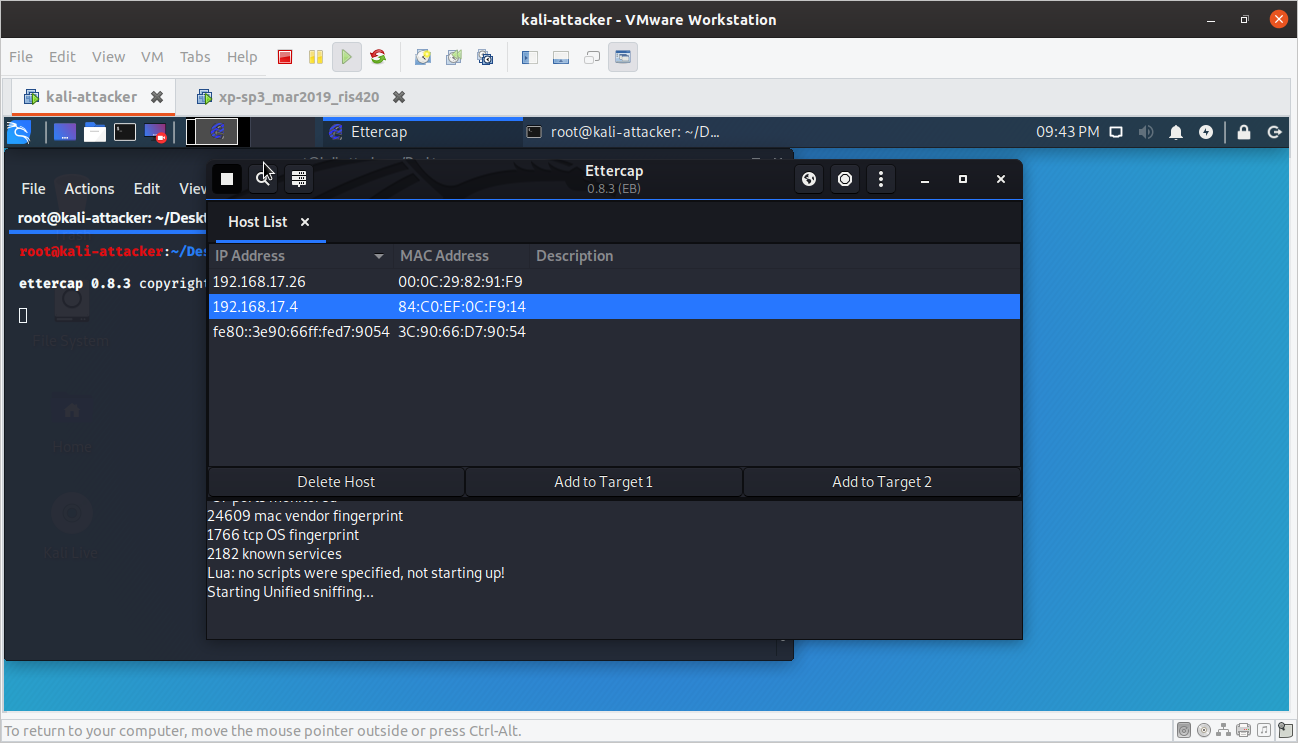 kali-attacker - VMware Workstation
File Edit View VM Tabs Help
kali-attacker xp-sp3_mar2019_ris420
Ettercap root@kali-attacker: ~/D... 09:43 PM
Ettercap
0.8.3 (EB)
File Actions Edit View
root@kali-attacker: ~/Deskt
Host List
root@kali-attacker:~/Des
IP Address MAC Address Description
192.168.17.26 00:0C:29:82:91:F9
ettercap 0.8.3 copyright
192.168.17.4 84:C0:EF:0C:F9:14
fe80::3e90:66ff:fed7:9054 3C:90:66:D7:90:54
File System
Home
Delete Host Add to Target 1 Add to Target 2
ports monitored
24609 mac vendor fingerprint
1766 tcp OS fingerprint
2182 known services
Kali Live
Lua: no scripts were specified, not starting up!
Starting Unified sniffing...
To return to your computer, move the mouse pointer outside or press Ctrl-Alt.